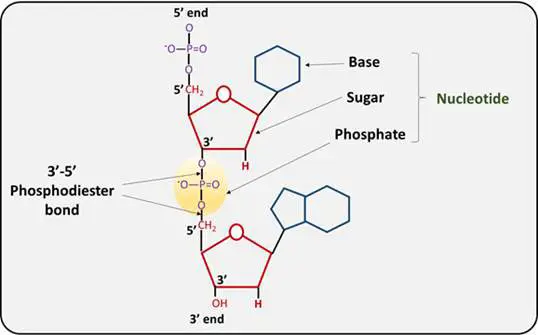 5’ end
O
-O–P=O
O
5’ CH2
O
Base
Sugar
Nucleotide
3’
H
Phosphate
O
3’-5’
Phosphodiester
bond
-O–P=O
O
5’ CH2
O
3’
OH
H
3’ end